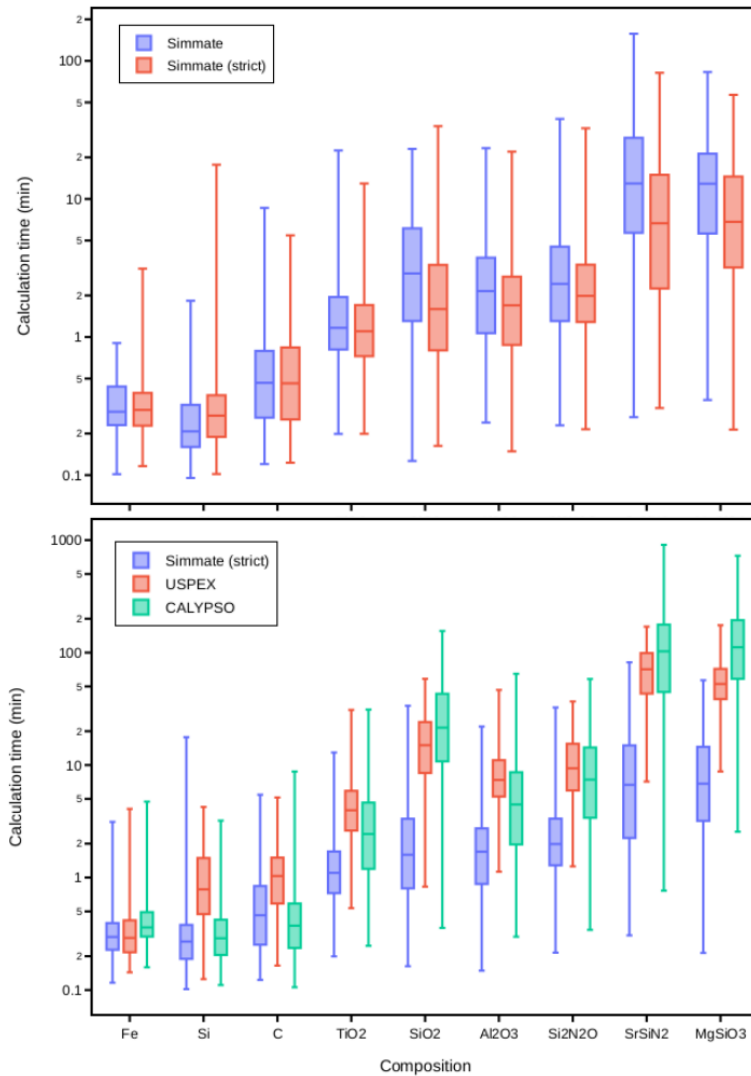 Simmate
Simmate (strict)
Calculation time (min)
2
100
5
2
10
5
2
1
5
2
0.1
Simmate (strict)
USPEX
CALYPSO
Calculation time (min)
1000
5
2
100
5
2
10
5
2
1
5
2
0.1
Fe Si C TiO2 SiO2 Al2O3 Si2N2O SrSiN2 MgSiO3
Composition